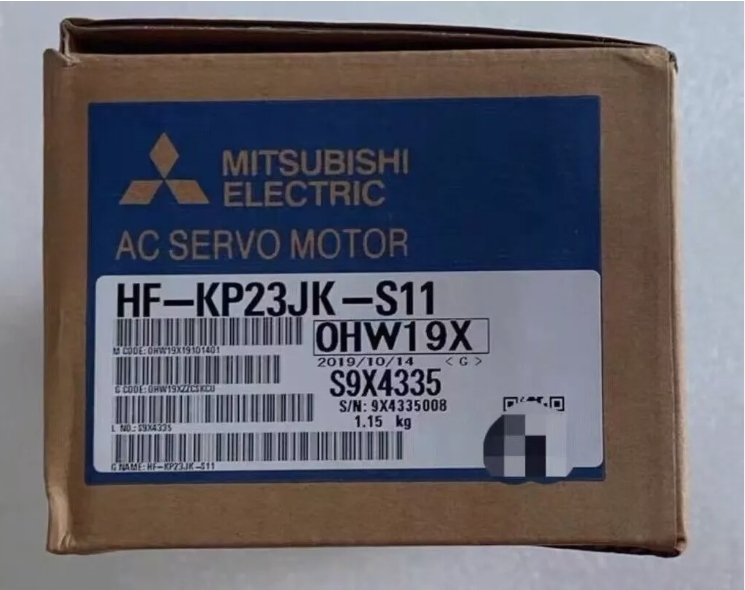 MITSUBISHI
ELECTRIC
AC SERVO MOTOR
HF-KP23JK-S11
0HW19X
M CODE: 0HW19X19101401
2019/10/14 <G>
S9X4335
G CODE: 0HW19XZZCSKC0
S/N: 9X4335008
1.15 kg
L NO.: S9X4335
G NAME: HF-KP23JK-S11